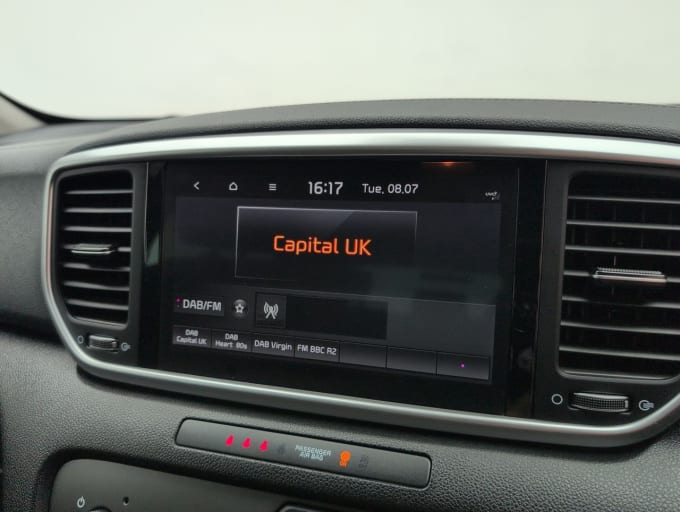 16:17 Tue, 08.07
Capital UK
DAB/FM
DAB
Capital UK
DAB
Heart 80s
DAB Virgin
FM BBC R2
PASSENGER
AIR BAG